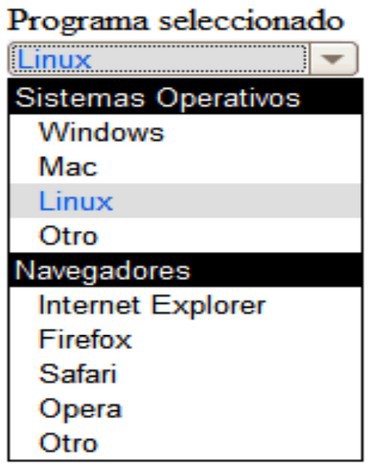 Programa seleccionado
Linux
Sistemas Operativos
Windows
Mac
Linux
Otro
Navegadores
Internet Explorer
Firefox
Safari
Opera
Otro